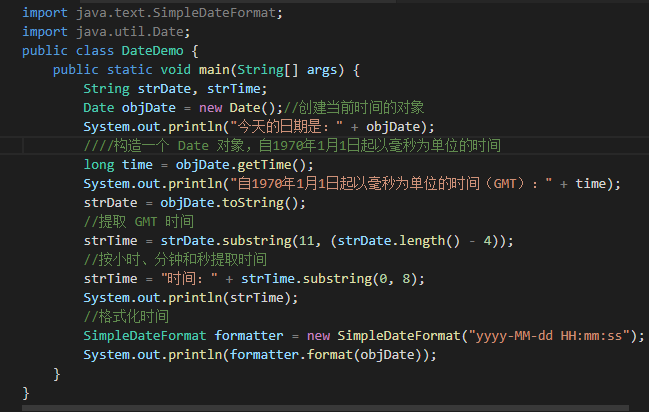 import java.text.SimpleDateFormat;
import java.util.Date;
public class DateDemo {
    public static void main(String[] args) {
        String strDate, strTime;
        Date objDate = new Date();//创建当前时间的对象
        System.out.println("今天的日期是：" + objDate);
        ////构造一个 Date 对象，自1970年1月1日起以毫秒为单位的时间
        long time = objDate.getTime();
        System.out.println("自1970年1月1日起以毫秒为单位的时间（GMT）：" + time);
        strDate = objDate.toString();
        //提取 GMT 时间
        strTime = strDate.substring(11, (strDate.length() - 4));
        //按小时、分钟和秒提取时间
        strTime = "时间：" + strTime.substring(0, 8);
        System.out.println(strTime);
        //格式化时间
        SimpleDateFormat formatter = new SimpleDateFormat("yyyy-MM-dd HH:mm:ss");
        System.out.println(formatter.format(objDate));
    }
}